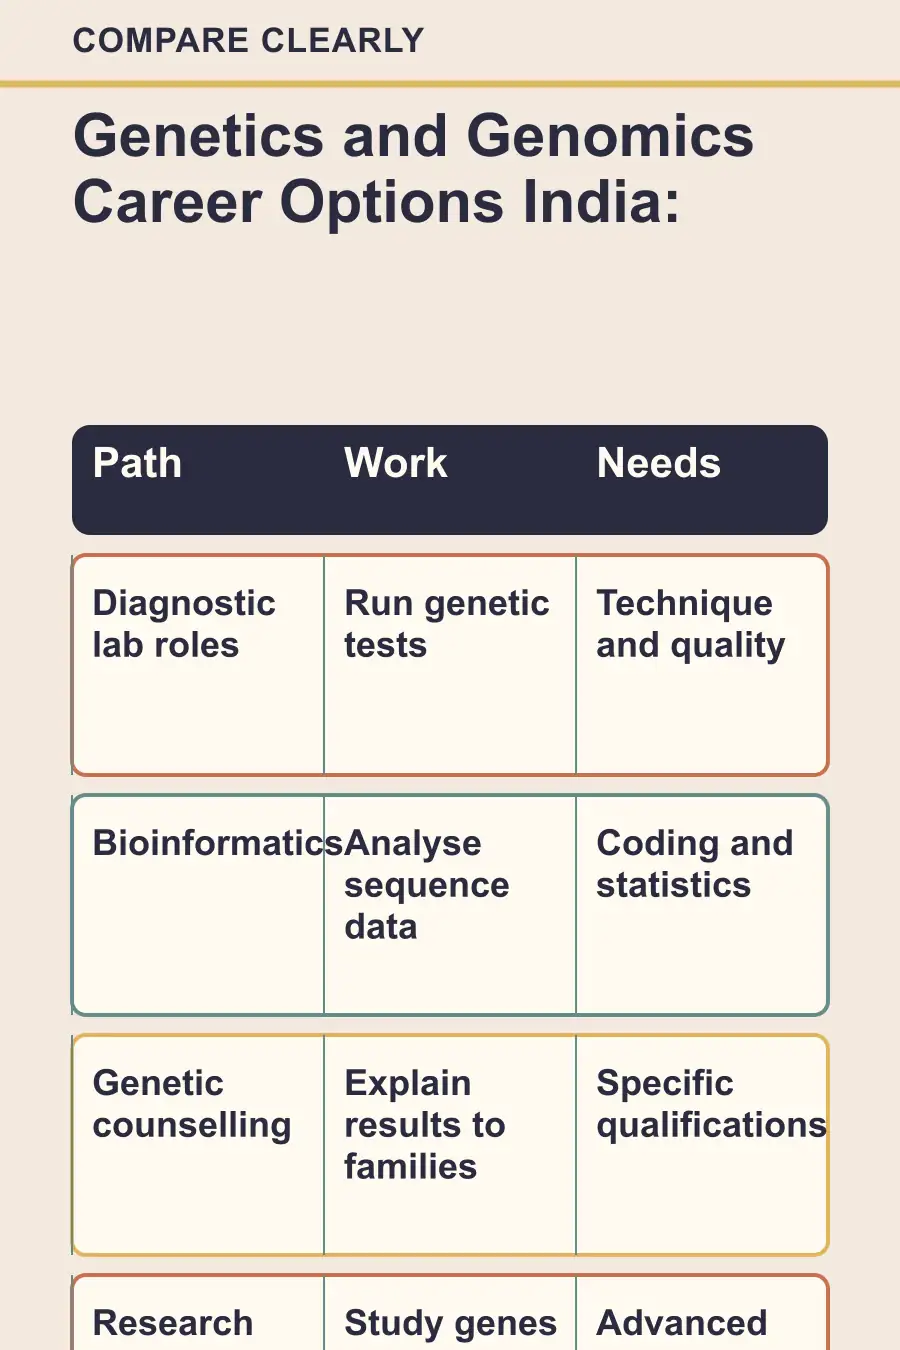 COMPARE CLEARLY
Genetics and Genomics
Career Options India:
Path Work Needs
Diagnostic
lab roles
Run genetic
tests
Technique
and quality
Bioinformatics
Analyse
sequence
data
Coding and
statistics
Genetic
counselling
Explain
results to
families
Specific
qualifications
Research
Study genes
Advanced